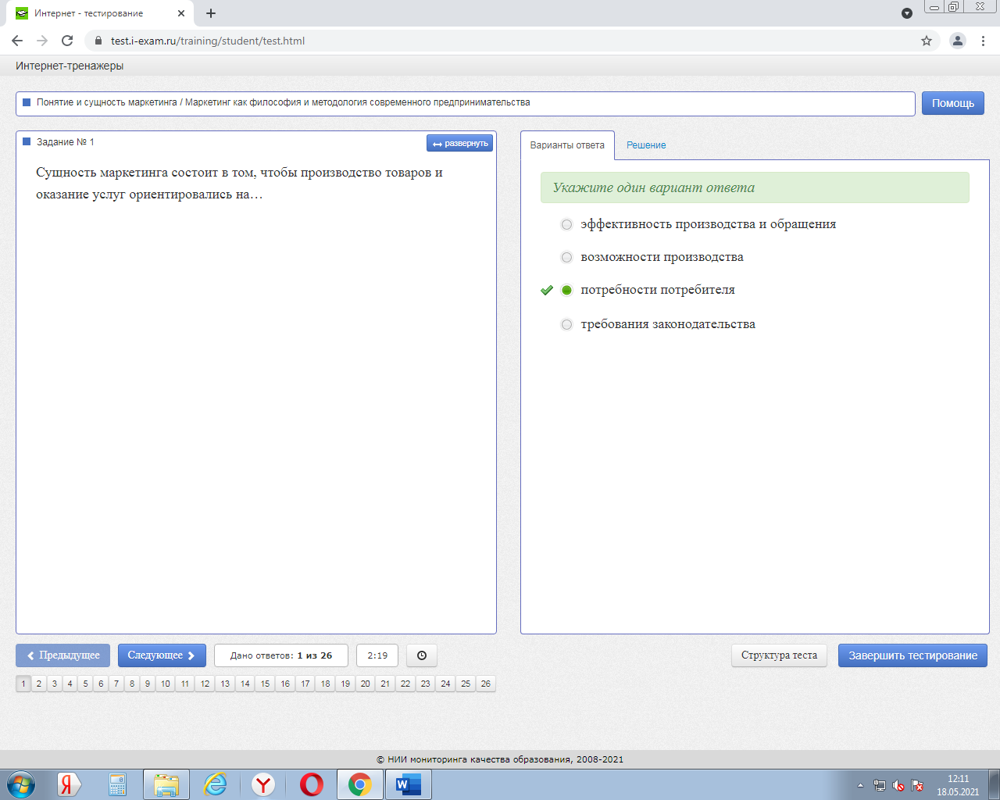 Интернет - тестирование
test.i-exam.ru/training/student/test.html
Интернет-тренажеры
Понятие и сущность маркетинга / Маркетинг как философия и методология современного предпринимательства
Помощь
Задание № 1
развернуть
Сущность маркетинга состоит в том, чтобы производство товаров и
оказание услуг ориентировались на…
Варианты ответа
Решение
Укажите один вариант ответа
эффективность производства и обращения
возможности производства
потребности потребителя
требования законодательства
Предыдущее
Следующее
Дано ответов: 1 из 26
2:19
Структура теста
Завершить тестирование
1 2 3 4 5 6 7 8 9 10 11 12 13 14 15 16 17 18 19 20 21 22 23 24 25 26
© НИИ мониторинга качества образования, 2008-2021
12:11
18.05.2021